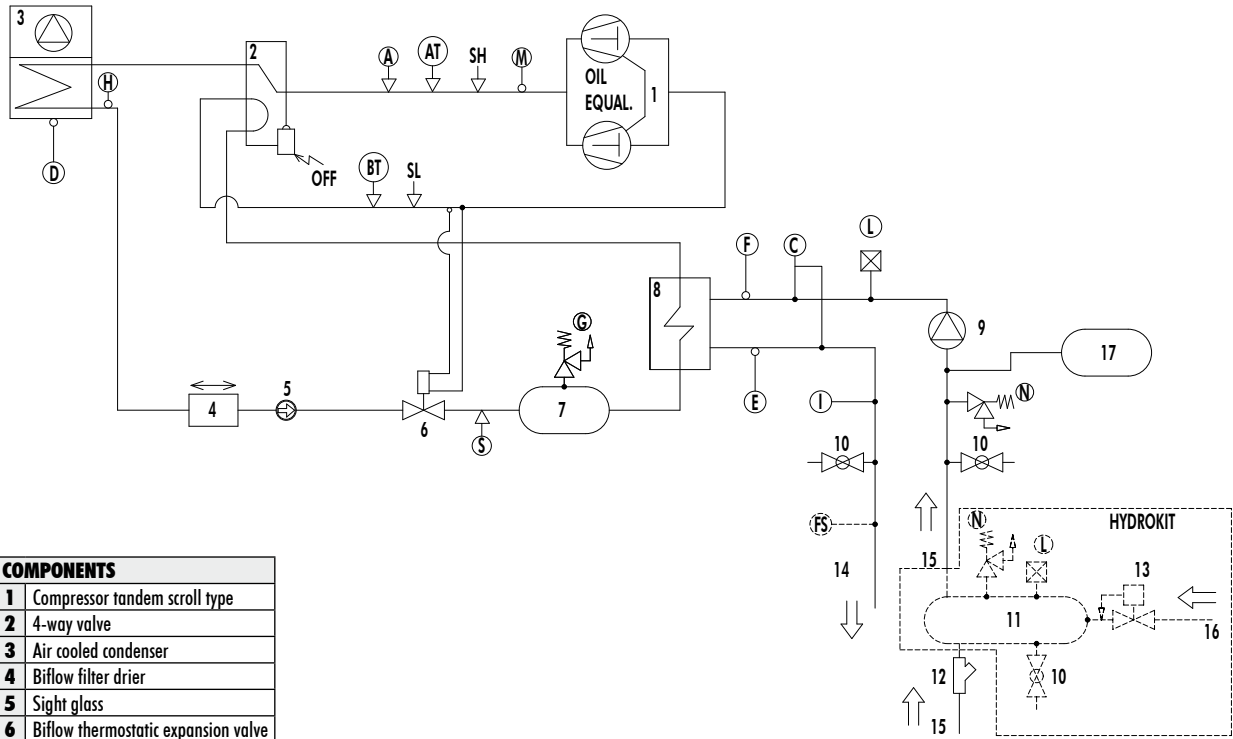 3
2
A
AT
SH
M
OIL
EQUAL.
1
H
D
OFF
BT
SL
F
C
L
8
9
17
G
4
5
6
S
7
E
I
N
10
10
FS
N
L
HYDROKIT
14
15
13
11
16
12
10
15
COMPONENTS
1 Compressor tandem scroll type
2 4-way valve
3 Air cooled condenser
4 Biflow filter drier
5 Sight glass
6 Biflow thermostatic expansion valve